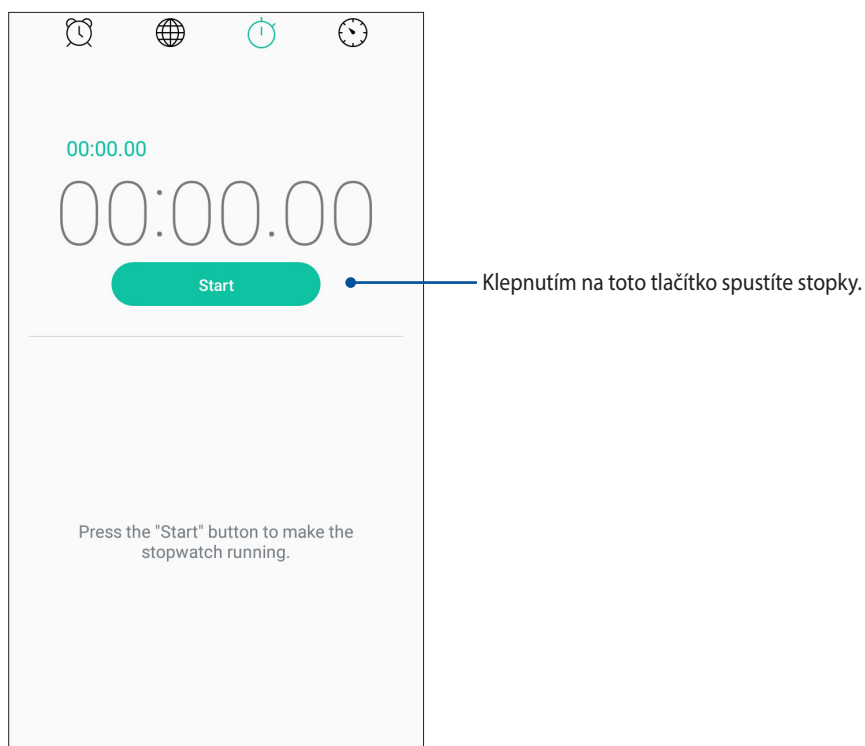 00:00.00
00:00.00
Start
Klepnutím na toto tlačítko spustíte stopky.
Press the "Start" button to make the
stopwatch running.